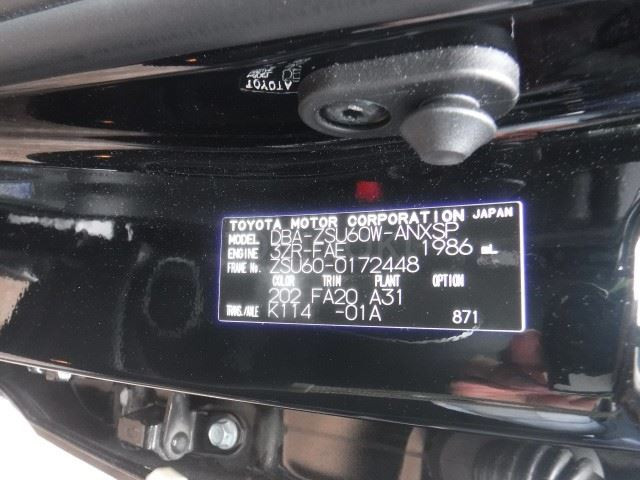 TOYOTA MOTOR CORPORATION JAPAN
MODEL DBA-ZSU60W-ANXSP
ENGINE 3ZR-FAE 1986 mL
FRAME No. ZSU60-0172448
COLOR TRIM PLANT OPTION
202 FA20 A31
TRANS./AXLE K114 -01A 871